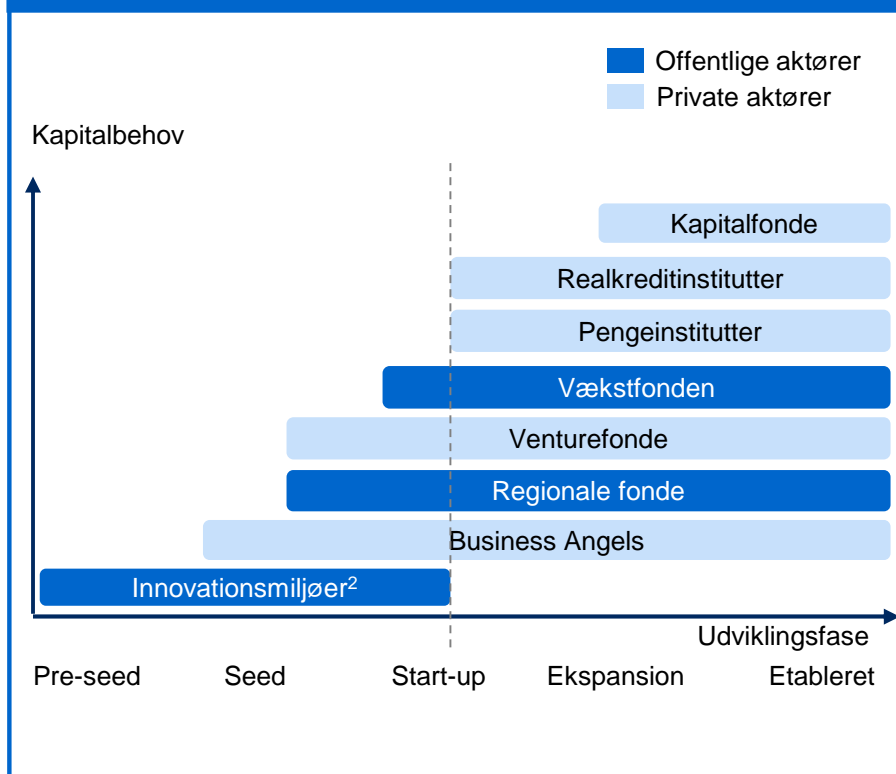 Offentlige aktører
Private aktører
Kapitalbehov
Kapitalfonde
Realkreditinstitutter
Pengeinstitutter
Vækstfonden
Venturefonde
Regionale fonde
Business Angels
Innovationsmiljøer²
Udviklingsfase
Pre-seed Seed Start-up Ekspansion Etableret